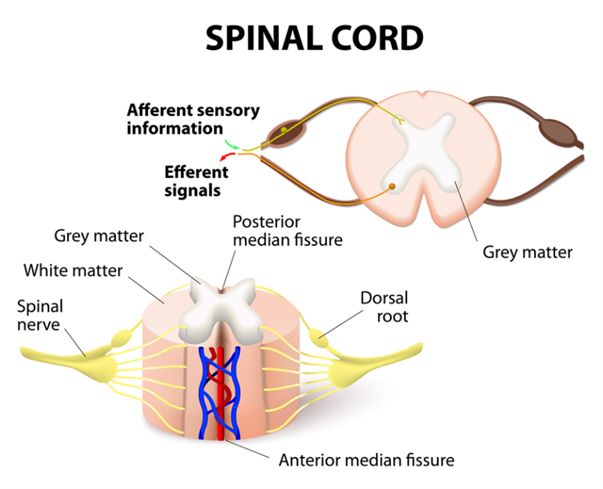 SPINAL CORD
Afferent sensory
information
Efferent
signals
Grey matter
Posterior
median fissure
Grey matter
White matter
Spinal
nerve
Dorsal
root
Anterior median fissure